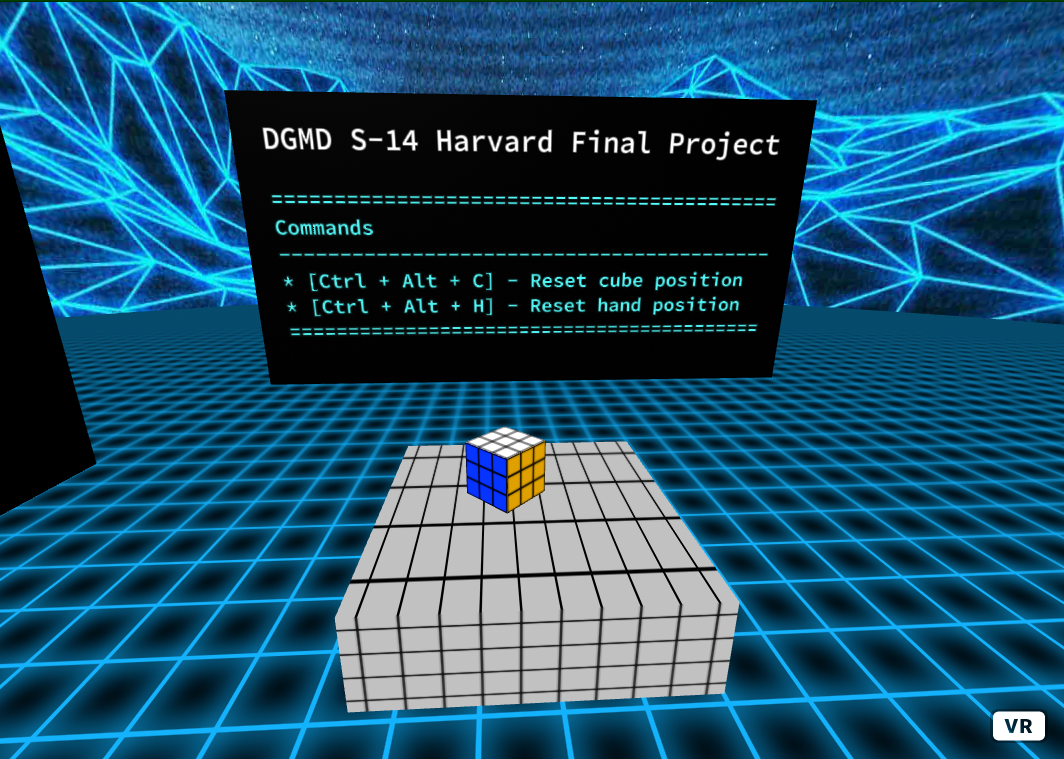 DGMD S-14 Harvard Final Project
==========================================
Commands
------------------------------------------
* [Ctrl + Alt + C] - Reset cube position
* [Ctrl + Alt + H] - Reset hand position
==========================================
VR